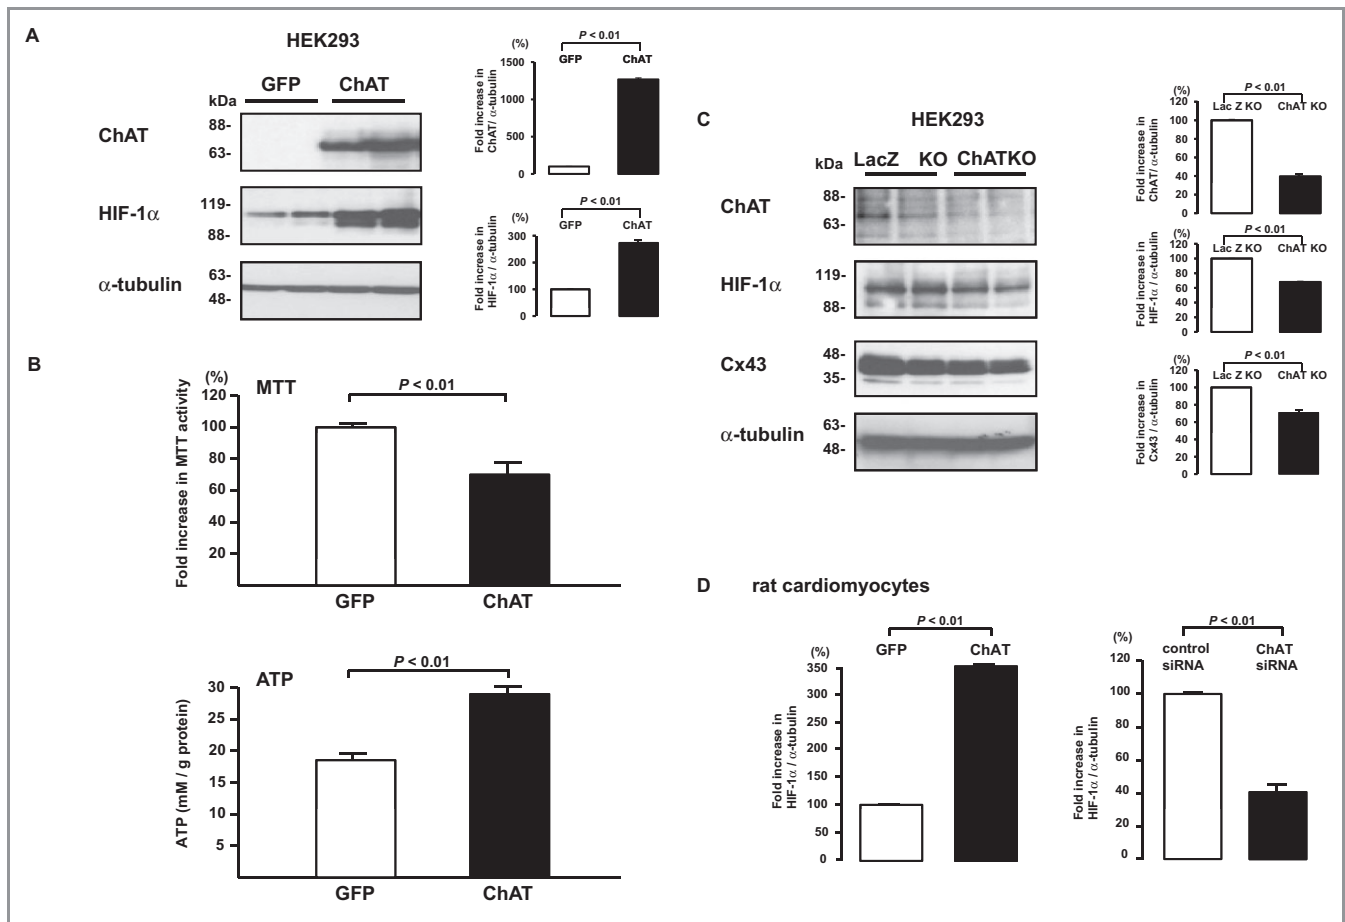 A
HEK293
GFP ChAT
kDa
ChAT
88-
63-
HIF-1α
119-
88-
α-tubulin
63-
48-
(%)
P < 0.01
GFP ChAT
Fold increase in
ChAT/ α-tubulin
1500
1000
500
0
(%)
P < 0.01
GFP ChAT
Fold increase in
HIF-1α / α-tubulin
300
200
100
0
B
(%)
MTT
P < 0.01
Fold increase in MTT activity
120
100
80
60
40
20
GFP ChAT
ATP
P < 0.01
ATP (mM / g protein)
30
25
20
15
10
5
GFP ChAT
C
HEK293
kDa LacZ KO ChATKO
ChAT
88-
63-
HIF-1α
119-
88-
Cx43
48-
35-
α-tubulin
63-
48-
(%)
P < 0.01
Lac Z KO ChAT KO
Fold increase in
ChAT/ α-tubulin
120
100
80
60
40
20
0
(%)
P < 0.01
Lac Z KO ChAT KO
Fold increase in
HIF-1α / α-tubulin
120
100
80
60
40
20
0
(%)
P < 0.01
Lac Z KO ChAT KO
Fold increase in
Cx43 / α-tubulin
120
100
80
60
40
20
0
D rat cardiomyocytes
P < 0.01
(%)
GFP ChAT
Fold increase in
HIF-1α / α-tubulin
350
300
250
200
150
100
50
0
P < 0.01
(%)
control ChAT
siRNA siRNA
Fold increase in
HIF-1α / α-tubulin
120
100
80
60
40
20
0